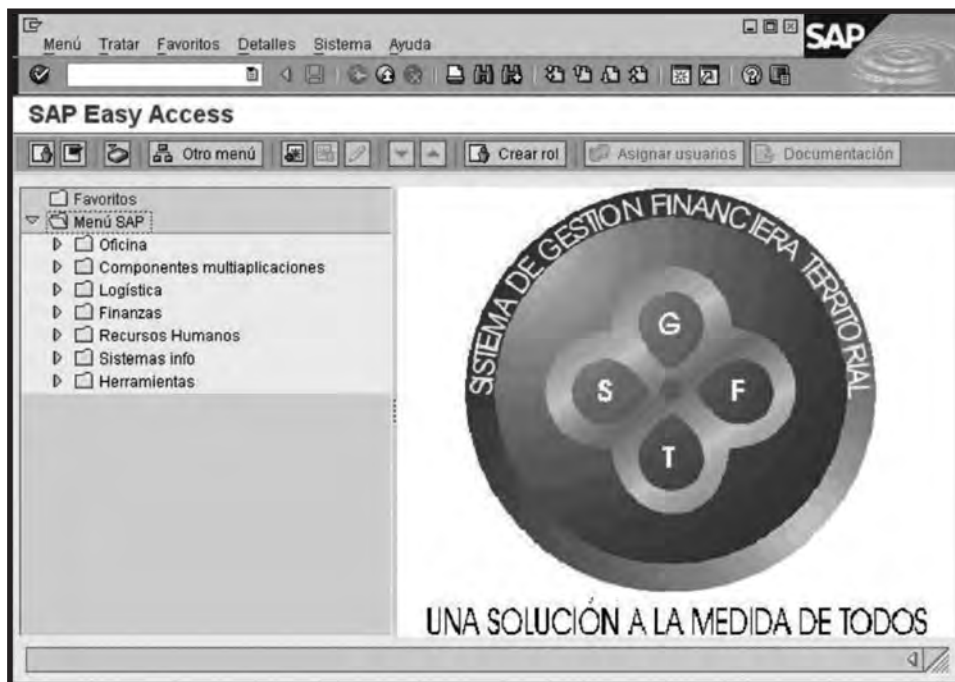 Menú Tratar Favoritos Detalles Sistema Ayuda
SAP
SAP Easy Access
Otro menú Crear rol Asignar usuarios Documentación
Favoritos
Menú SAP
Oficina
Componentes multiaplicaciones
Logística
Finanzas
Recursos Humanos
Sistemas info
Herramientas
SISTEMA DE GESTION FINANCIERA TERRITORIAL
G
S F
T
UNA SOLUCIÓN A LA MEDIDA DE TODOS